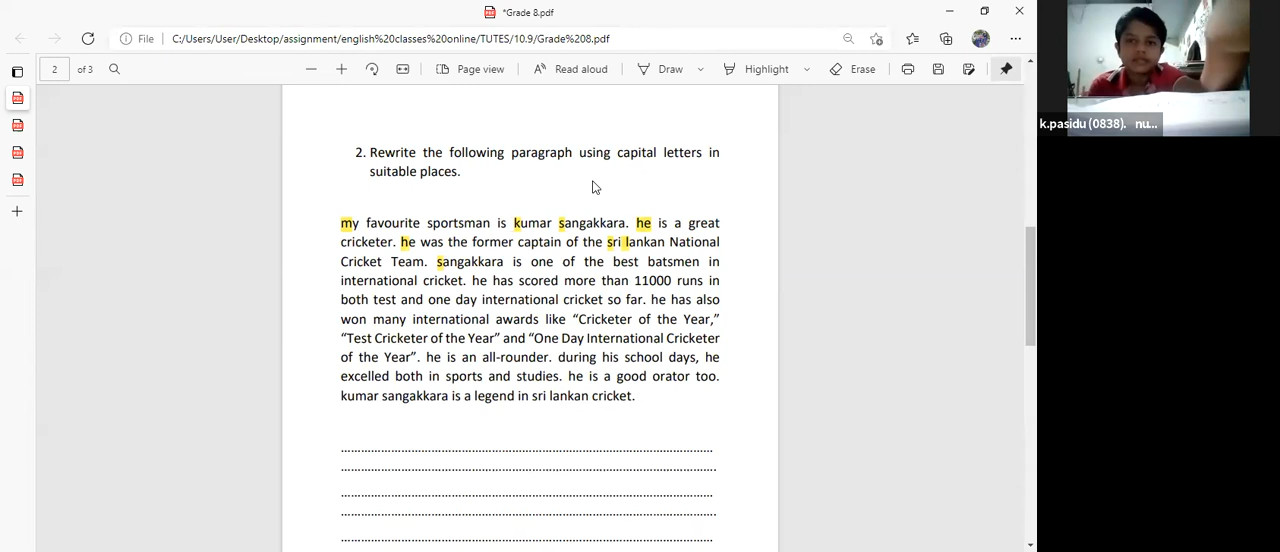 *Grade 8.pdf
File
C:/Users/User/Desktop/assignment/english%20classes%20online/TUTES/10.9/Grade%208.pdf
2 of 3
Page view
Read aloud
Draw
Highlight
Erase
k.pasidu (0838). nu...
2. Rewrite the following paragraph using capital letters in
suitable places.
my favourite sportsman is kumar sangakkara. he is a great
cricketer. he was the former captain of the sri lankan National
Cricket Team. sangakkara is one of the best batsmen in
international cricket. he has scored more than 11000 runs in
both test and one day international cricket so far. he has also
won many international awards like “Cricketer of the Year,”
“Test Cricketer of the Year” and “One Day International Cricketer
of the Year”. he is an all-rounder. during his school days, he
excelled both in sports and studies. he is a good orator too.
kumar sangakkara is a legend in sri lankan cricket.